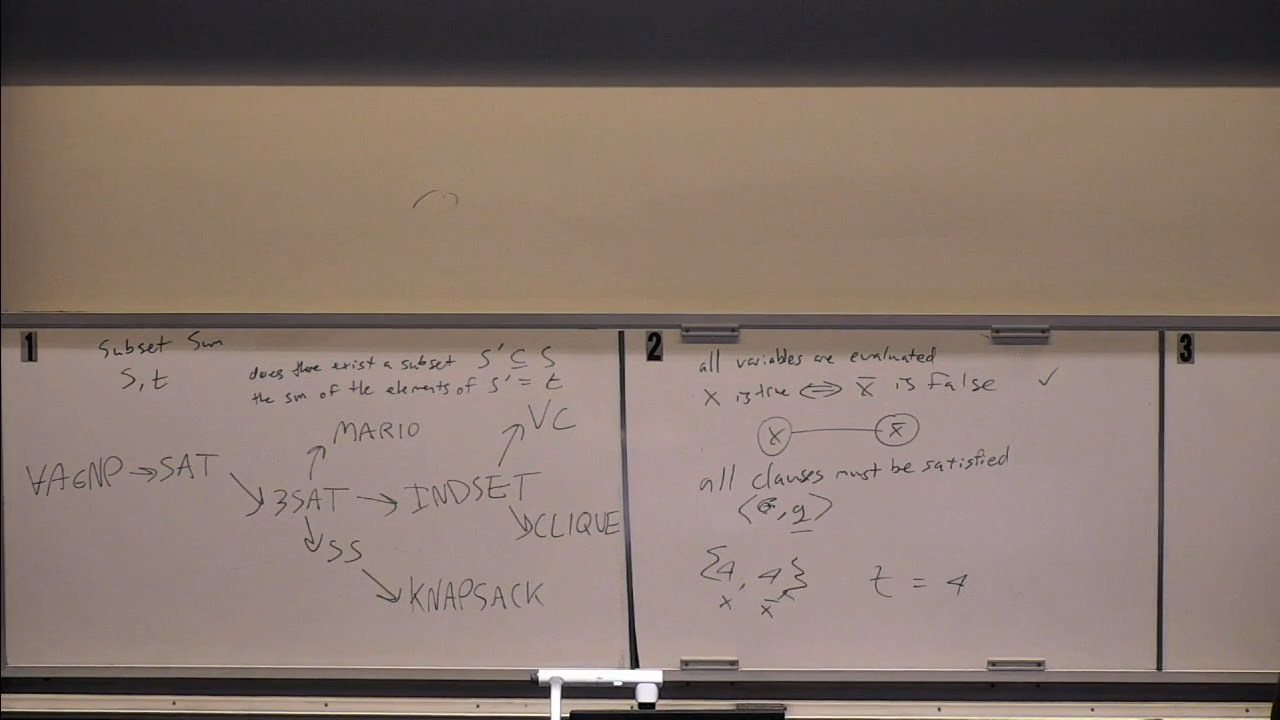 1
Subset Sum
S, t
does there exist a subset S' ⊆ S
the sum of the elements of S' = t
MARIO
VC
∀A∈NP → SAT
3SAT → INDSET
CLIQUE
SS
KNAPSACK
2
all variables are evaluated
X is true ⟺ X̄ is False ✓
X X̄
all clauses must be satisfied
⟨G, g⟩
{4, 4} t = 4
x x̄
3